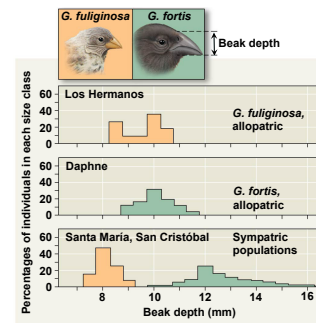 G. fuliginosa
G. fortis
Beak depth
Percentages of individuals in each size class
60
40
20
0
Los Hermanos
G. fuliginosa,
allopatric
60
40
20
0
Daphne
G. fortis,
allopatric
60
40
20
0
Santa María, San Cristóbal
Sympatric
populations
8
10
12
14
16
Beak depth (mm)